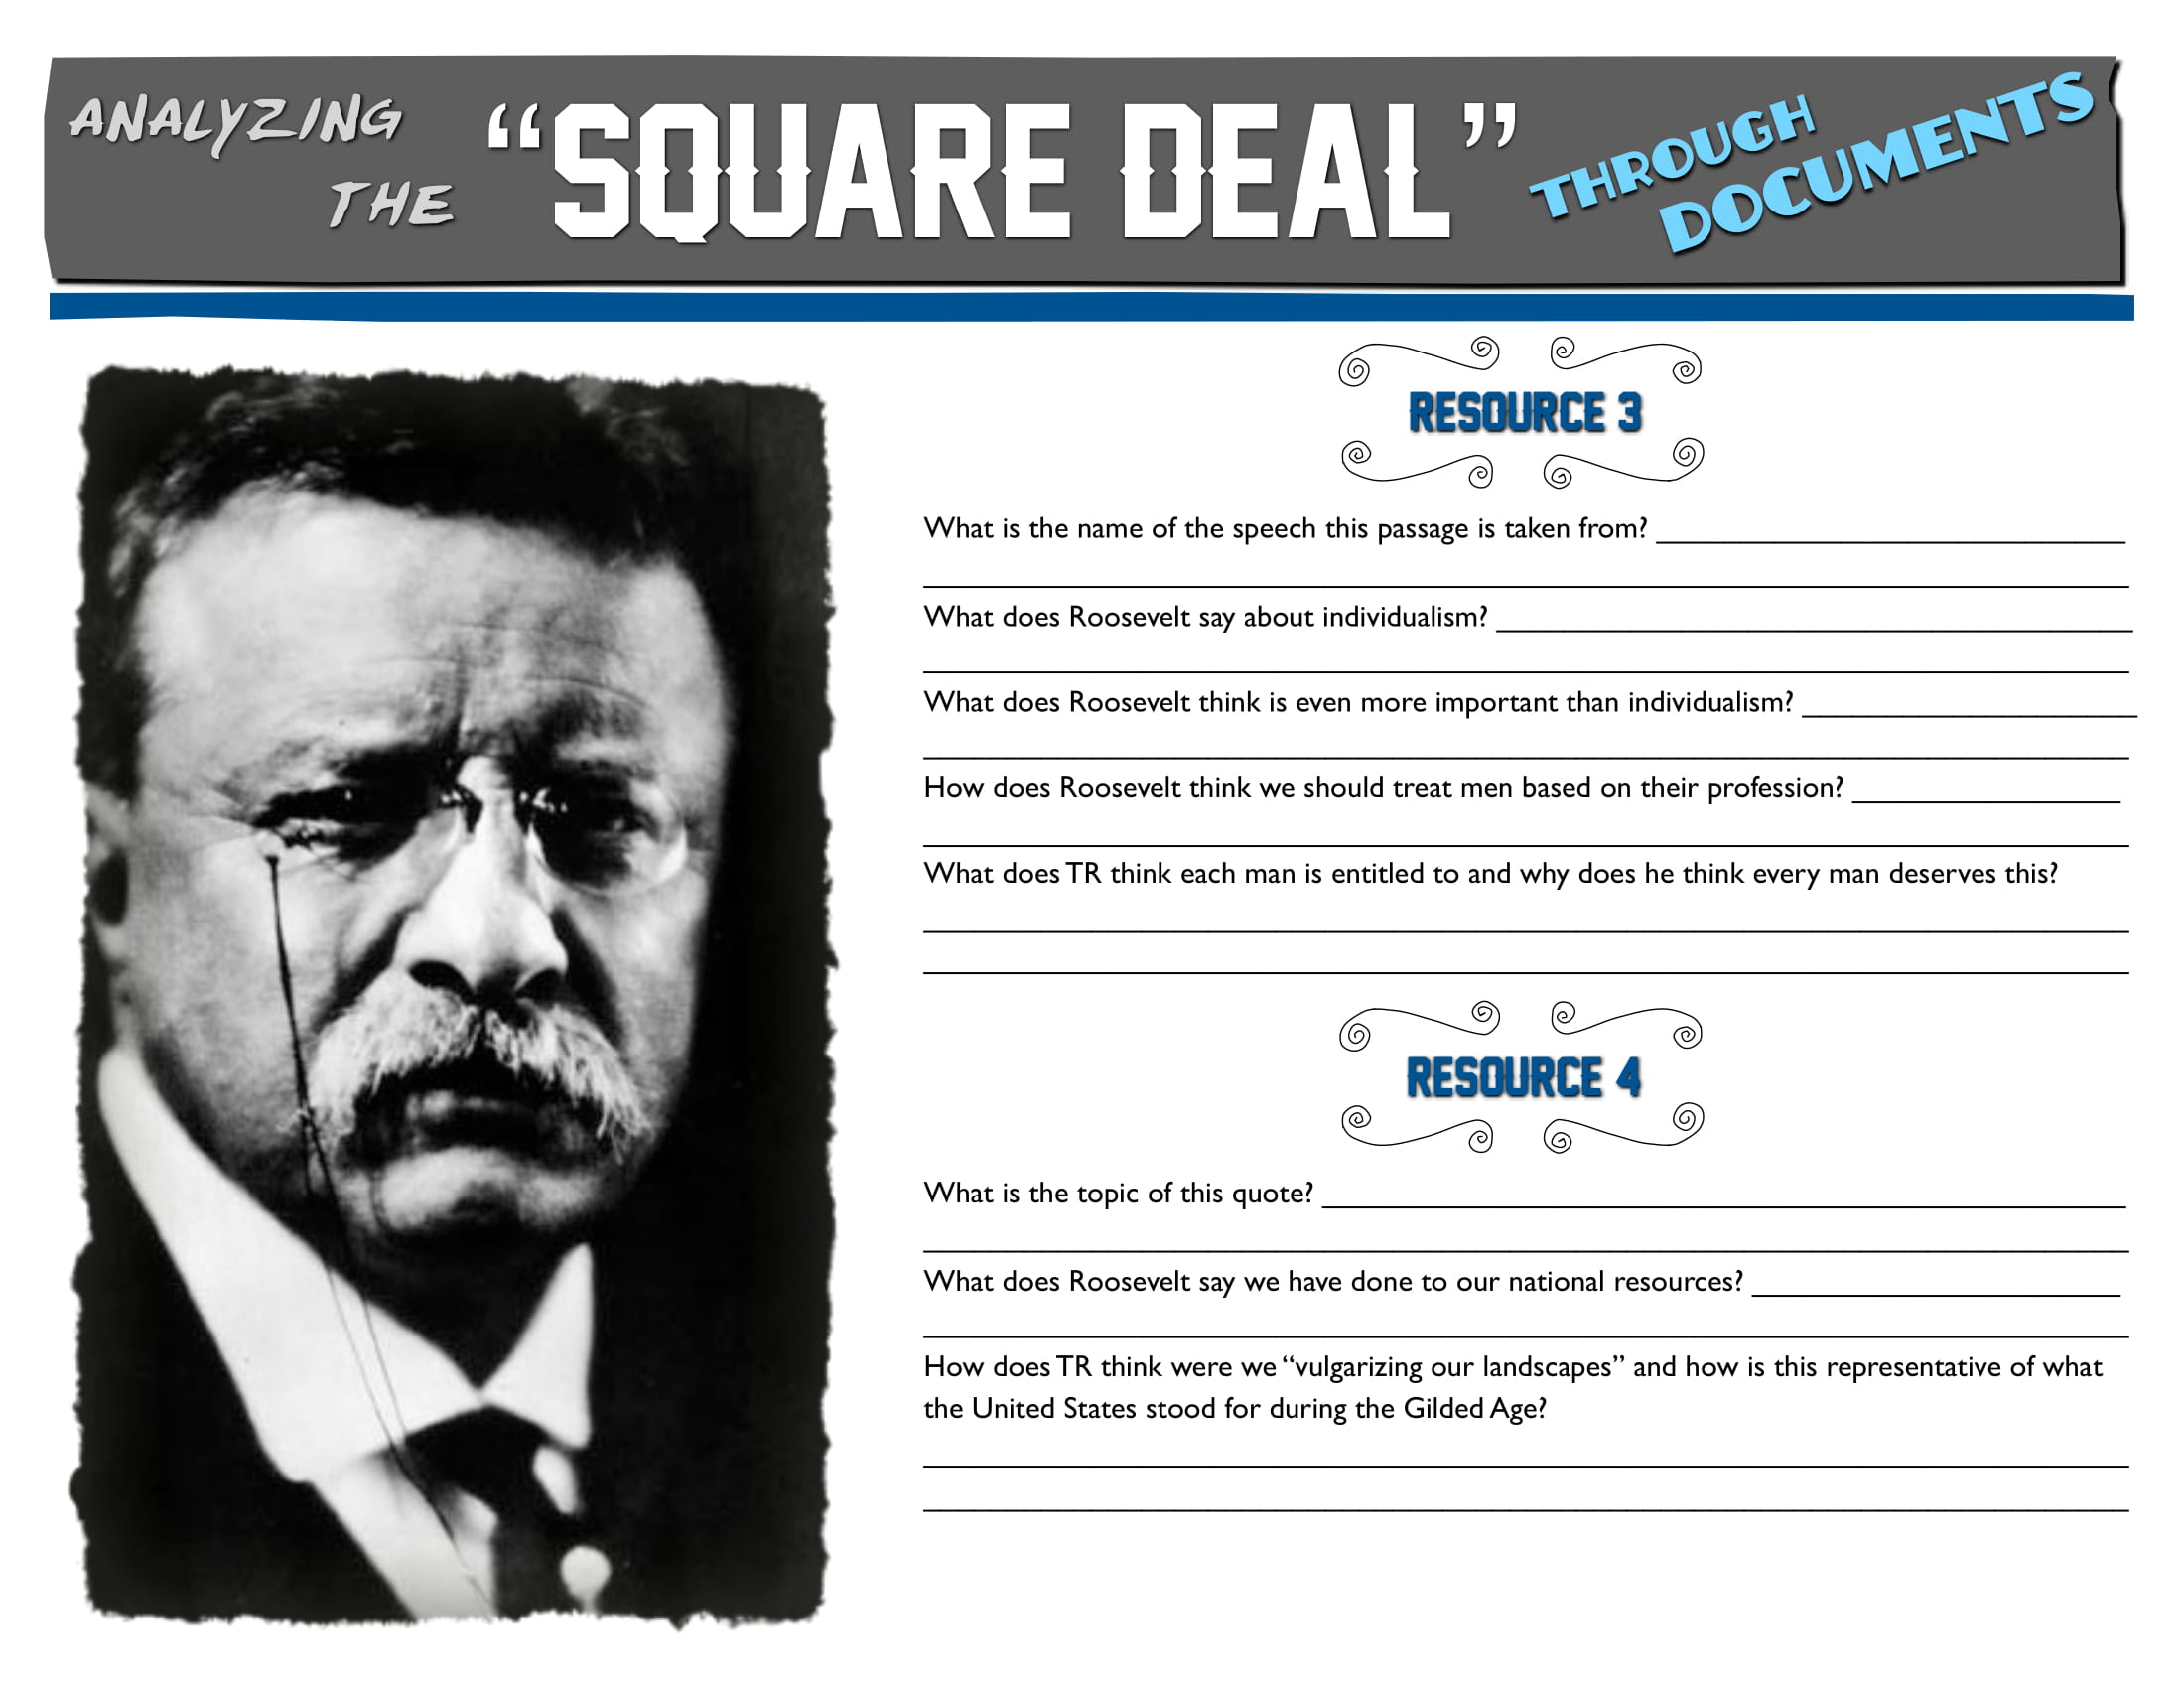 ANALYZING
THE
“SQUARE DEAL”
THROUGH
DOCUMENTS
RESOURCE 3
What is the name of the speech this passage is taken from?
What does Roosevelt say about individualism?
What does Roosevelt think is even more important than individualism?
How does Roosevelt think we should treat men based on their profession?
What does TR think each man is entitled to and why does he think every man deserves this?
RESOURCE 4
What is the topic of this quote?
What does Roosevelt say we have done to our national resources?
How does TR think were we “vulgarizing our landscapes” and how is this representative of what
the United States stood for during the Gilded Age?